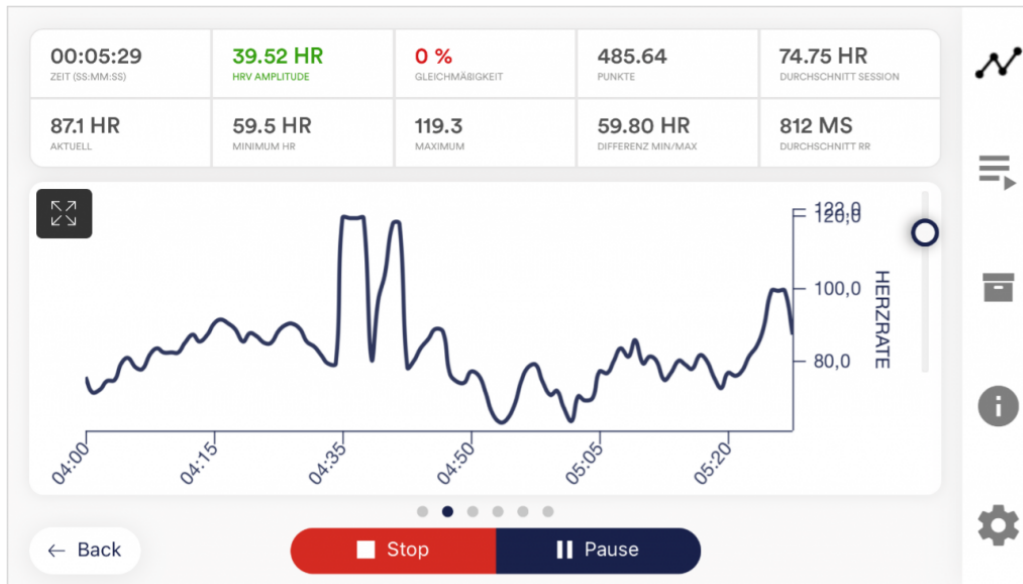 00:05:29
ZEIT (SS:MM:SS)
39.52 HR
HRV AMPLITUDE
0 %
GLEICHMÄßIGKEIT
485.64
PUNKTE
74.75 HR
DURCHSCHNITT SESSION
87.1 HR
AKTUELL
59.5 HR
MINIMUM HR
119.3
MAXIMUM
59.80 HR
DIFFERENZ MIN/MAX
812 MS
DURCHSCHNITT RR
120,0
100,0
80,0
HERZRATE
04:00
04:15
04:35
04:50
05:05
05:20
← Back
Stop
Pause